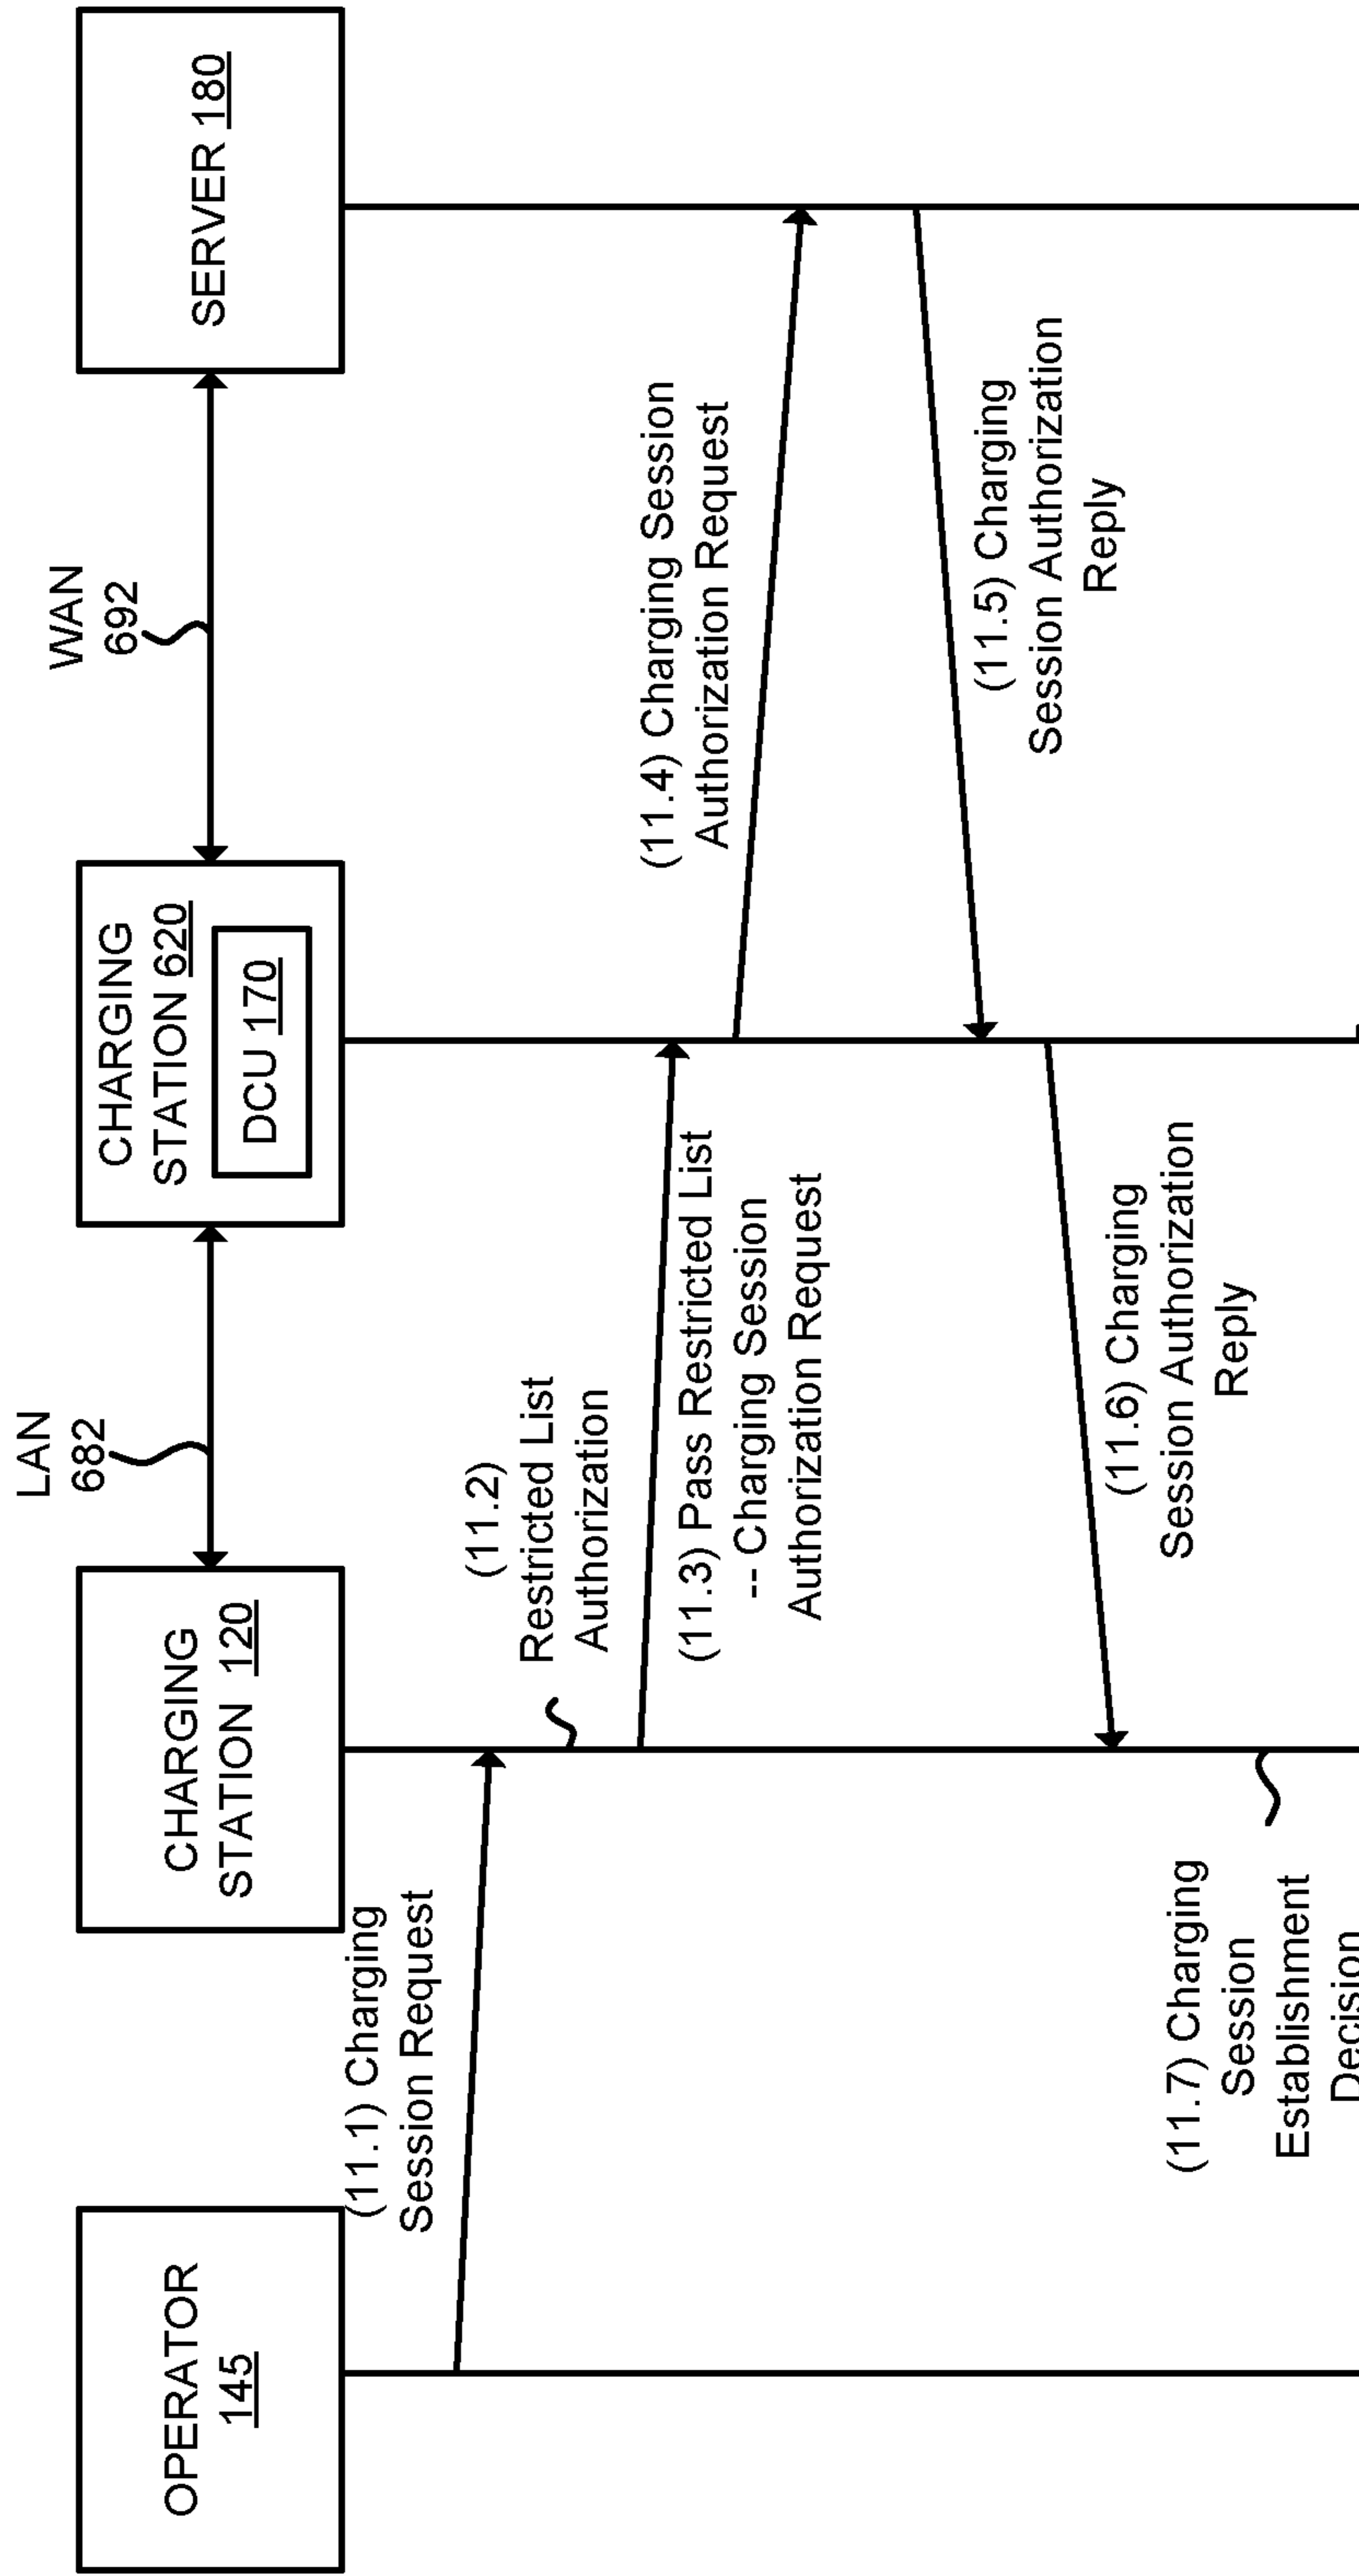 LAN
682
WAN
692
OPERATOR
145
CHARGING
STATION 120
CHARGING
STATION 620
DCU 170
SERVER 180
(11.1) Charging
Session Request
(11.2)
Restricted List
Authorization
(11.3) Pass Restricted List
-- Charging Session
Authorization Request
(11.4) Charging Session
Authorization Request
(11.5) Charging
Session Authorization
Reply
(11.6) Charging
Session Authorization
Reply
(11.7) Charging
Session
Establishment
Decision